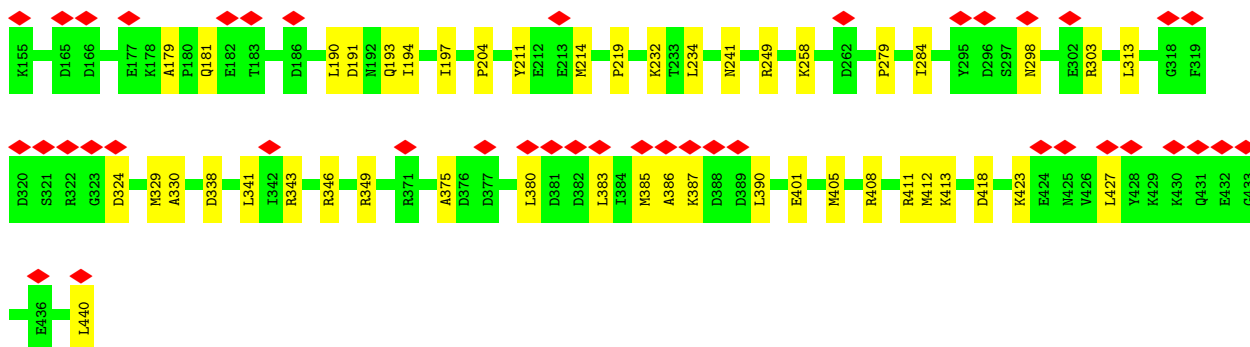 K155 D165 D166 E177 K178 A179 P180 Q181 E182 T183 D186 L190 D191 N192 Q193 I194 I197 P204 Y211 E212 E213 M214 P219 K232 T233 L234 N241 R249 K258 D262 P279 I284 Y295 D296 S297 N298 E302 R303 L313 G318 F319
D320 S321 R322 G323 D324 M329 A330 D338 L341 I342 R343 R346 R349 R371 A375 D376 D377 L380 D381 D382 L383 I384 M385 A386 K387 D388 D389 L390 E401 M405 R408 R411 M412 K413 D418 K423 E424 N425 V426 L427 Y428 K429 K430 Q431 E432 G433
E436 L440